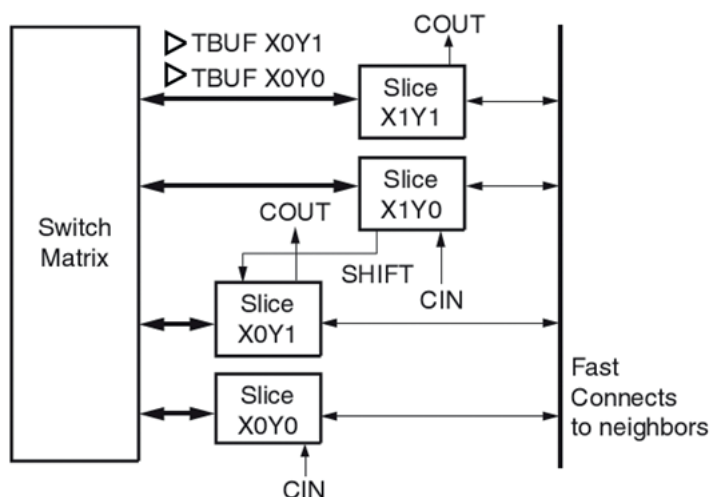 COUT
TBUF X0Y1
TBUF X0Y0
Slice
X1Y1
Slice
X1Y0
COUT
Switch
Matrix
SHIFT
CIN
Slice
X0Y1
Fast
Connects
to neighbors
Slice
X0Y0
CIN